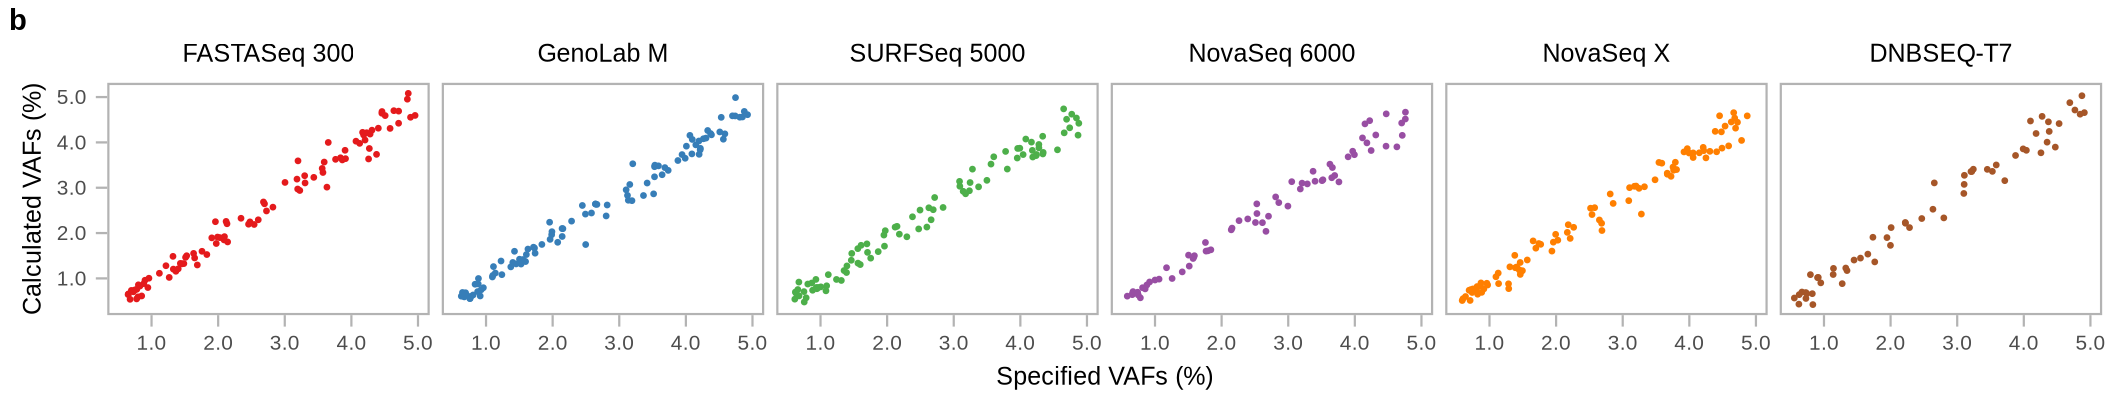 b
FASTASeq 300 GenoLab M SURFSeq 5000 NovaSeq 6000 NovaSeq X DNBSEQ-T7
Calculated VAFs (%)
5.0
4.0
3.0
2.0
1.0
1.0 2.0 3.0 4.0 5.0 1.0 2.0 3.0 4.0 5.0 1.0 2.0 3.0 4.0 5.0 1.0 2.0 3.0 4.0 5.0 1.0 2.0 3.0 4.0 5.0 1.0 2.0 3.0 4.0 5.0
Specified VAFs (%)